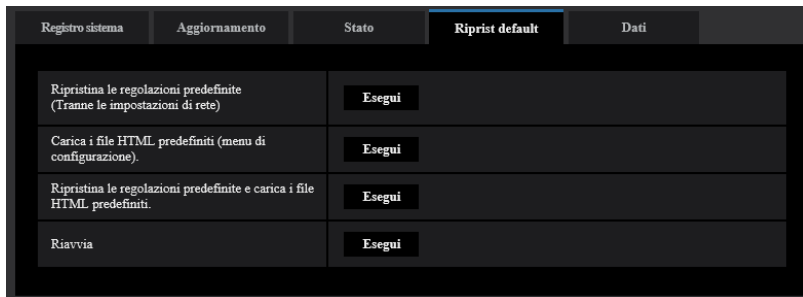 Registro sistema Aggiornamento Stato Riprist default Dati
Ripristina le regolazioni predefinite
(Tranne le impostazioni di rete)
Esegui
Carica i file HTML predefiniti (menu di
configurazione).
Esegui
Ripristina le regolazioni predefinite e carica i file
HTML predefiniti.
Esegui
Riavvia
Esegui